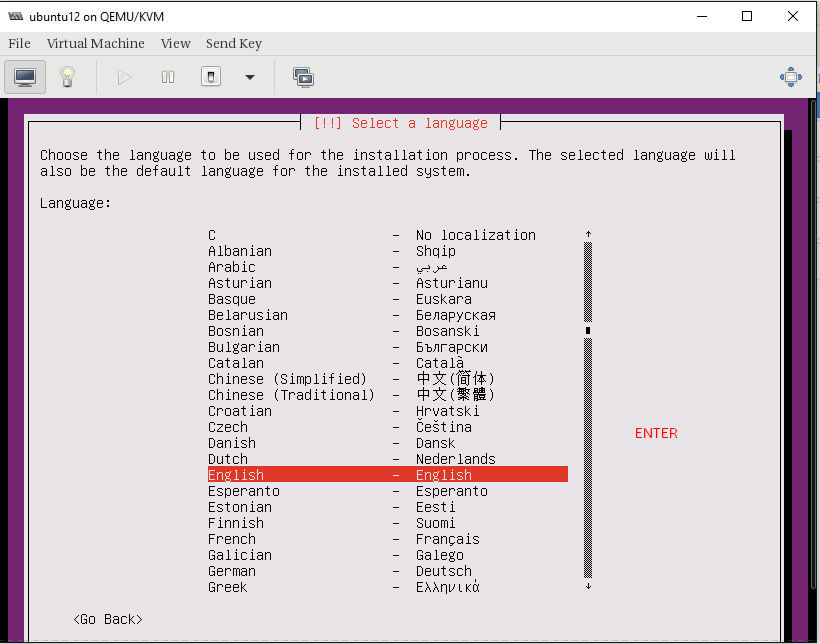 ubuntu12 on QEMU/KVM
File Virtual Machine View Send Key
[!!] Select a language
Choose the language to be used for the installation process. The selected language will
also be the default language for the installed system.
Language:
C - No localization
Albanian - Shqip
Arabic - عربي
Asturian - Asturianu
Basque - Euskara
Belarusian - Беларуская
Bosnian - Bosanski
Bulgarian - Български
Catalan - Català
Chinese (Simplified) - 中文(简体)
Chinese (Traditional) - 中文(繁體)
Croatian - Hrvatski
Czech - Čeština
Danish - Dansk
Dutch - Nederlands
English - English
Esperanto - Esperanto
Estonian - Eesti
Finnish - Suomi
French - Français
Galician - Galego
German - Deutsch
Greek - Ελληνικά
ENTER
<Go Back>